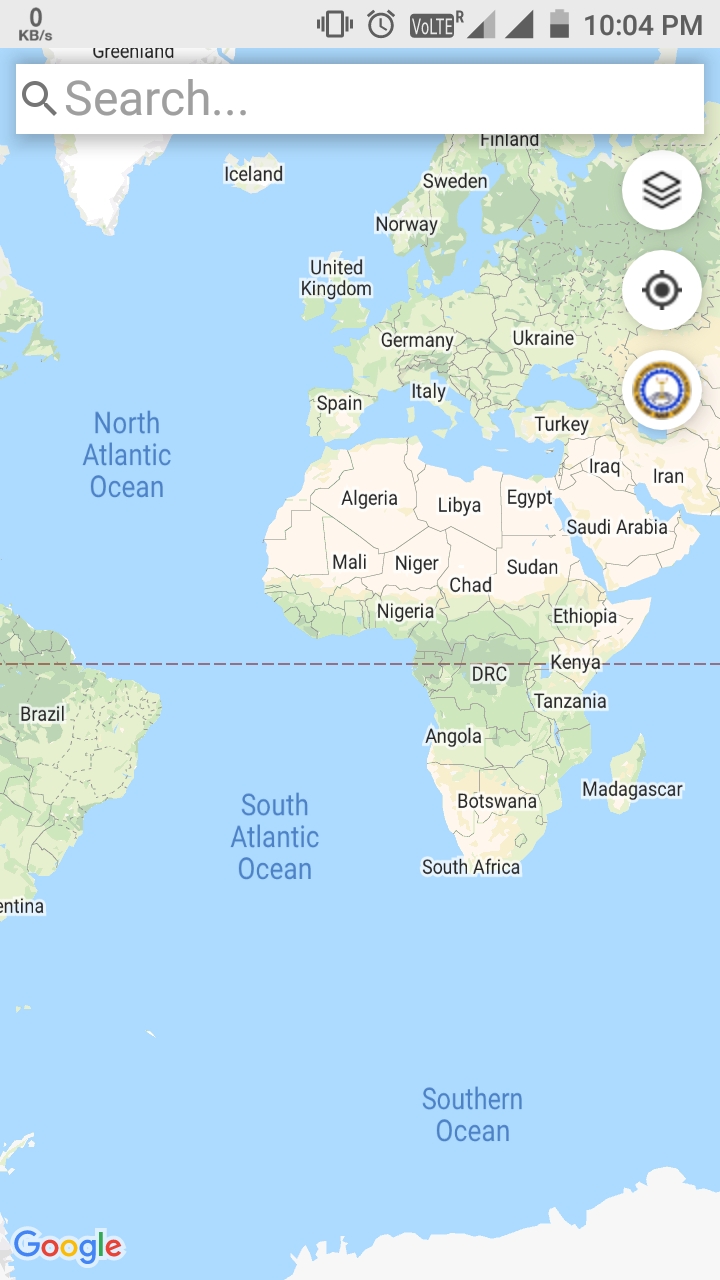 0
KB/s
VoLTE R
10:04 PM
Greenland
Search...
Finland
Iceland
Sweden
Norway
United
Kingdom
Germany
Ukraine
Italy
Spain
North
Atlantic
Ocean
Turkey
Iraq
Iran
Algeria
Libya
Egypt
Saudi Arabia
Mali
Niger
Sudan
Chad
Nigeria
Ethiopia
Kenya
DRC
Tanzania
Brazil
Angola
Madagascar
Botswana
South
Atlantic
Ocean
South Africa
entina
Southern
Ocean
Google